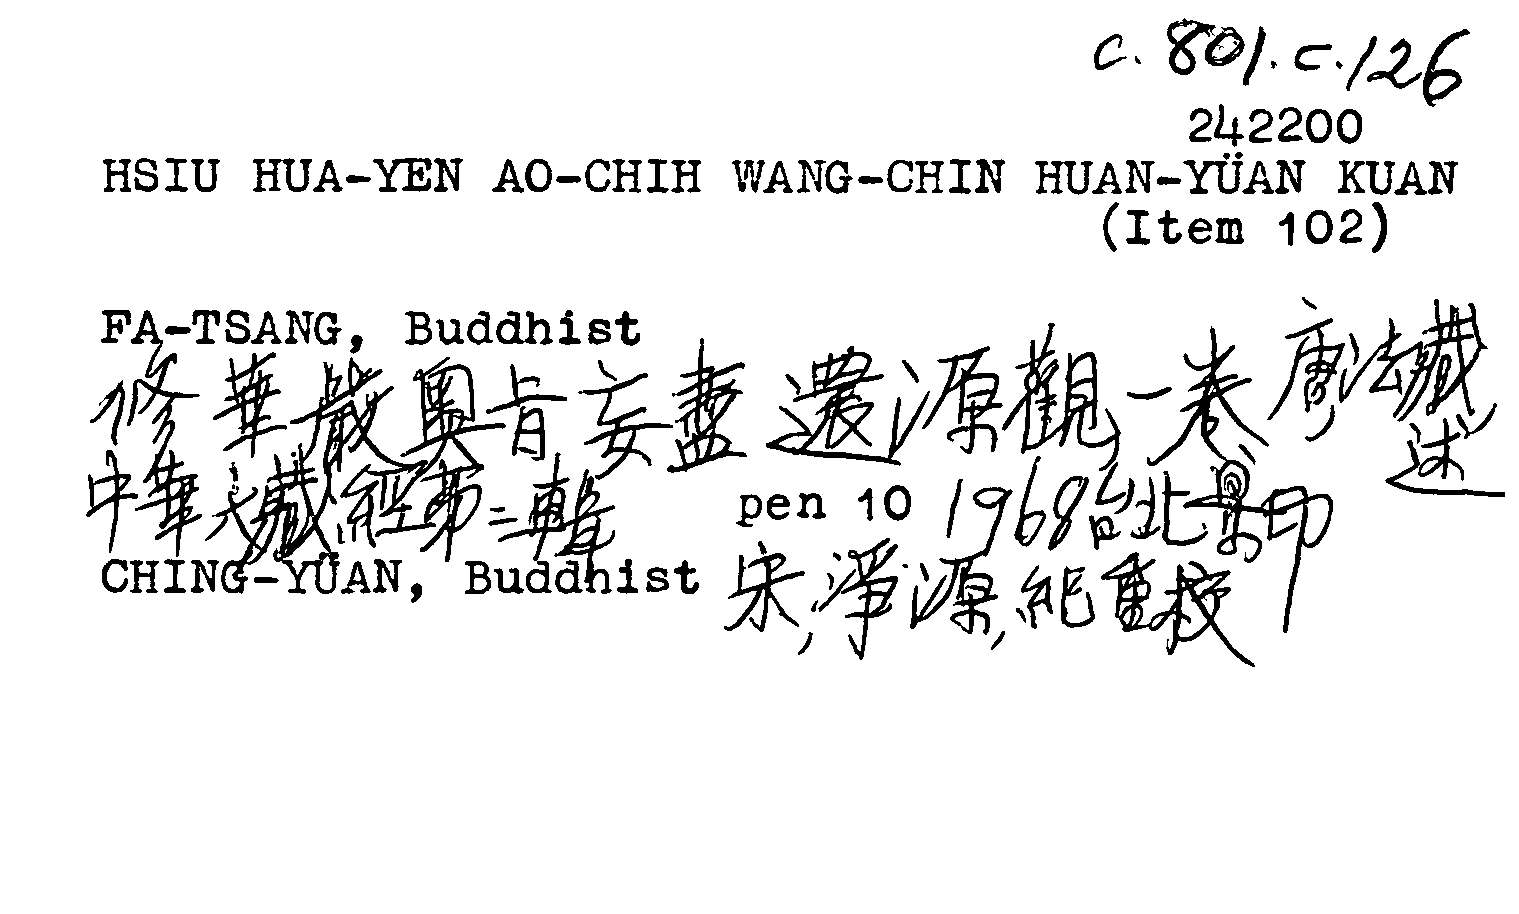 C.801.C.126
242200
HSIU HUA-YEN AO-CHIH WANG-CHIN HUAN-YÜAN KUAN
(Item 102)
FA-TSANG, Buddhist
修華嚴奧旨妄盡還源觀一卷 唐,法藏,述
中華大藏經第二輯 pen 10 1968台北景印
CHING-YÜAN, Buddhist 宋,淨源,紀重校